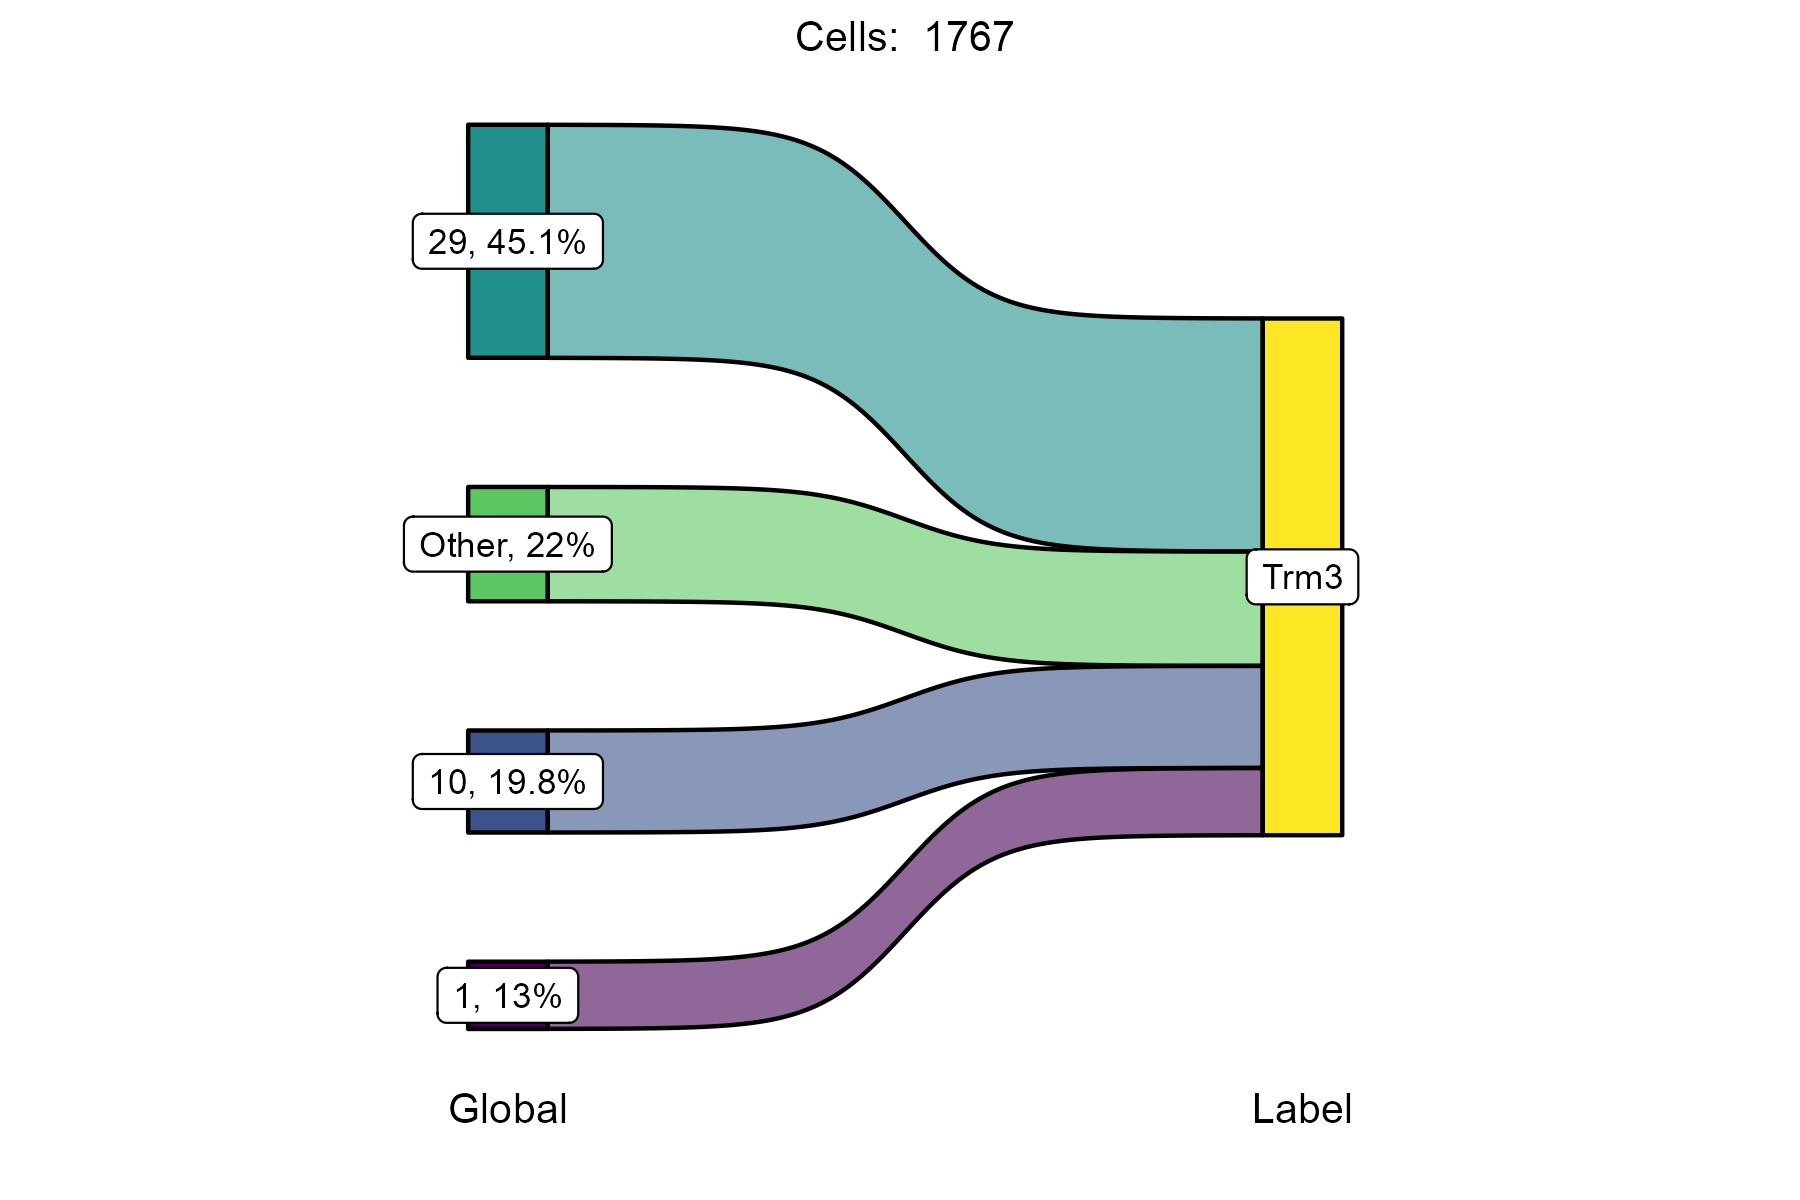 Cells:  1767
29, 45.1%
Other, 22%
Trm3
10, 19.8%
1, 13%
Global
Label